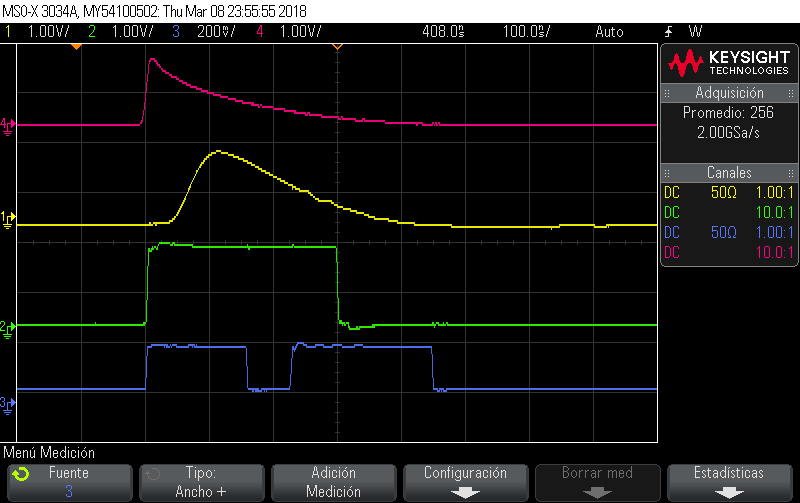 MSO-X 3034A, MY54100502: Thu Mar 08 23:55:55 2018
1 1.00V/ 2 1.00V/ 3 200mV/ 4 1.00V/ 408.0ns 100.0ns/ Auto W
KEYSIGHT
TECHNOLOGIES
Adquisición
Promedio: 256
2.00GSa/s
Canales
DC 50Ω 1.00:1
DC 10.0:1
DC 50Ω 1.00:1
DC 10.0:1
4
1
2
3
Menú Medición
Fuente
3
Tipo:
Ancho +
Adición
Medición
Configuración
Borrar med
Estadísticas